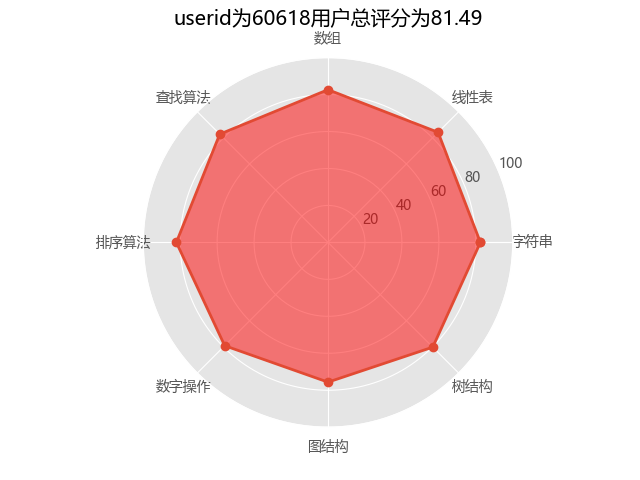 userid为60618用户总评分为81.49
数组
查找算法
线性表
100
80
60
40
20
排序算法
字符串
数字操作
树结构
图结构